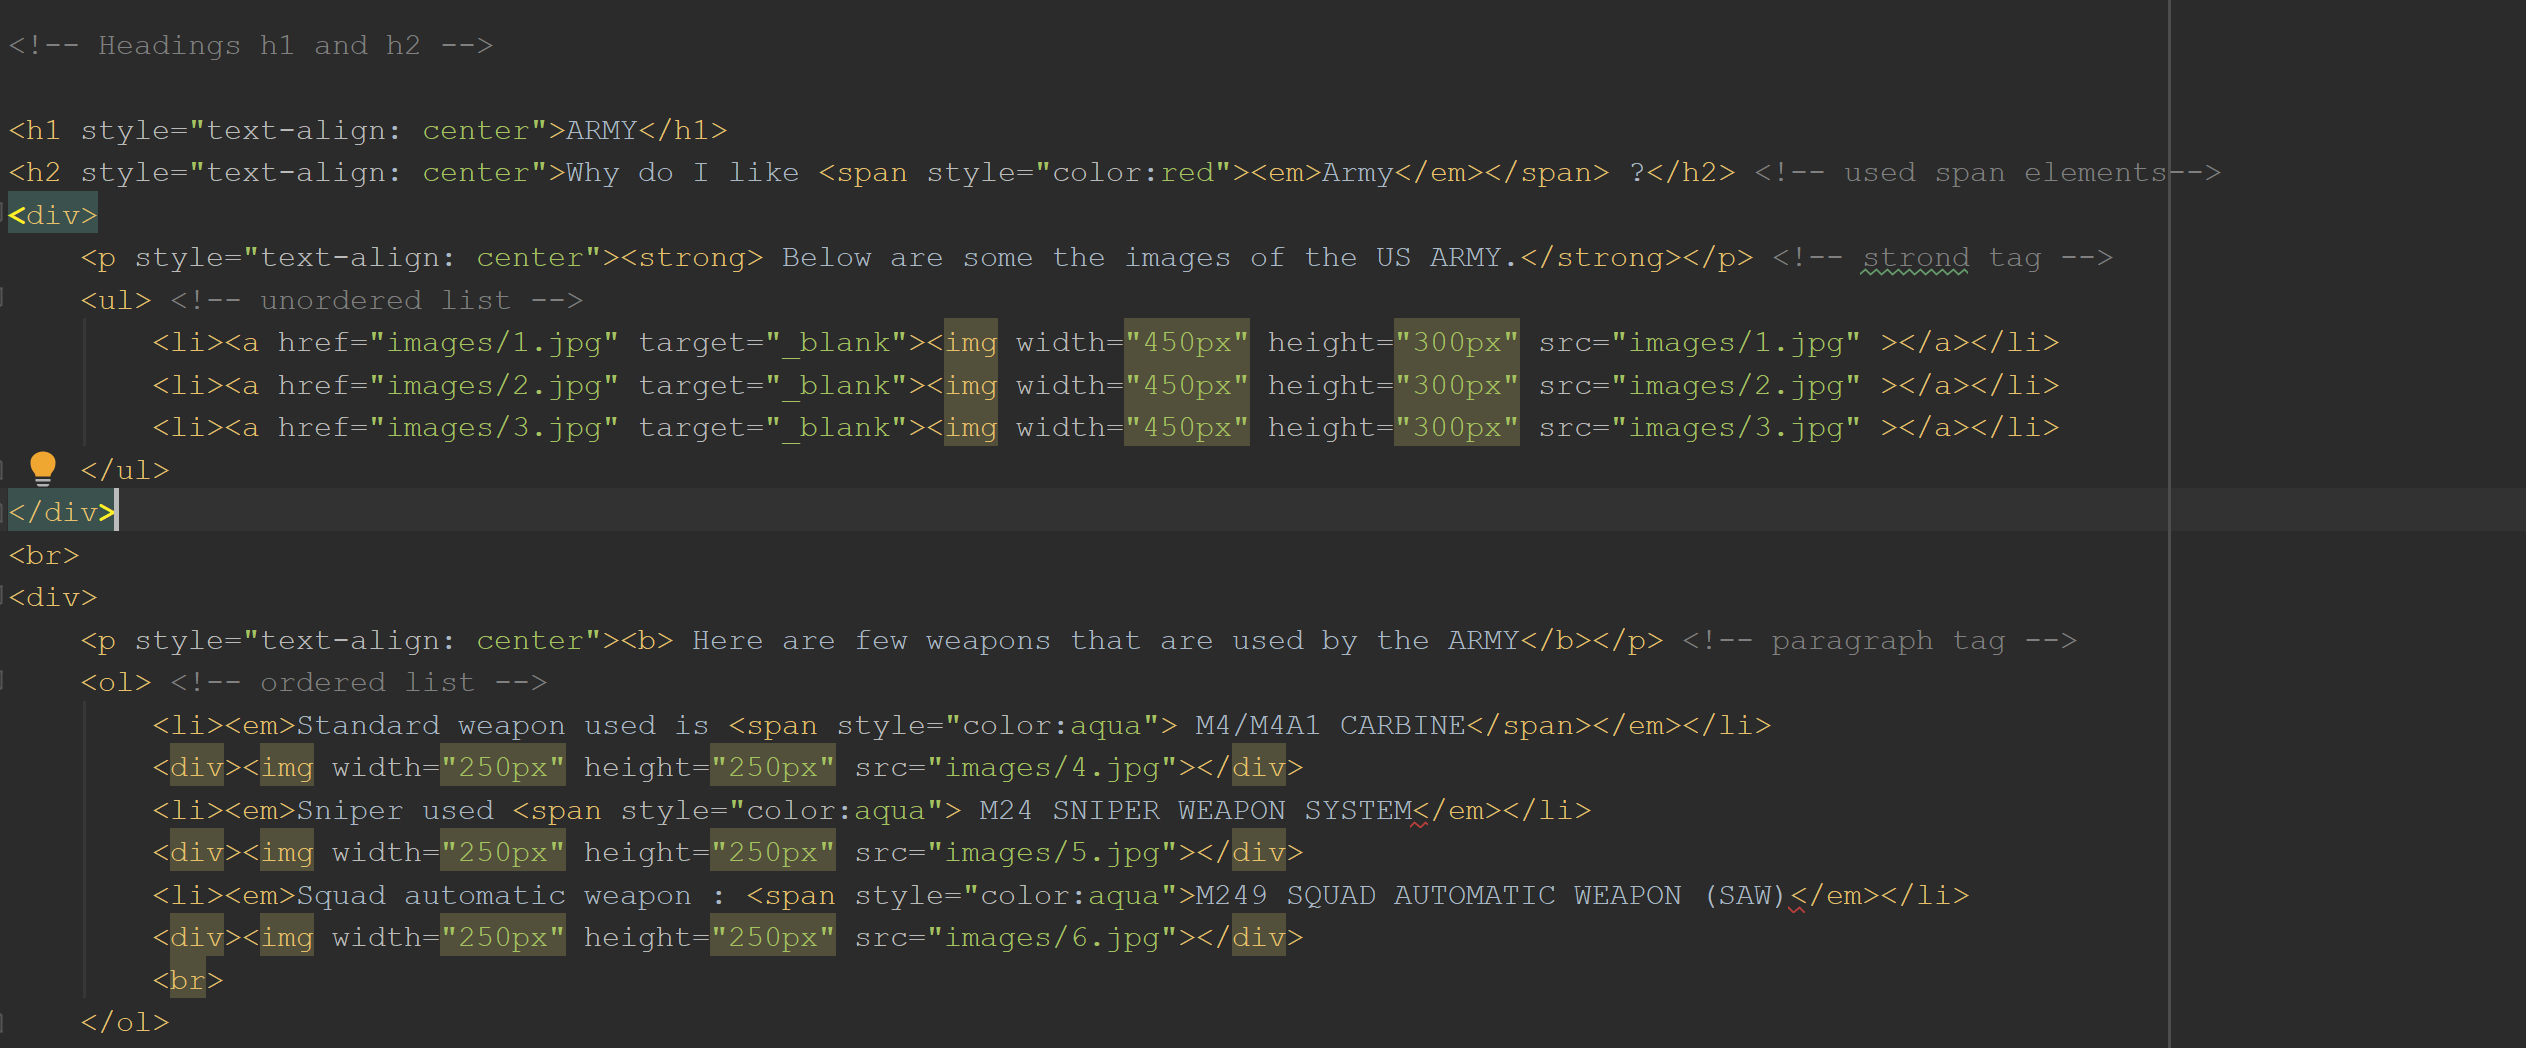 <!-- Headings h1 and h2 -->
<h1 style="text-align: center">ARMY</h1>
<h2 style="text-align: center">Why do I like <span style="color:red"><em>Army</em></span> ?</h2> <!-- used span elements-->
<div>
<p style="text-align: center"><strong> Below are some the images of the US ARMY.</strong></p> <!-- strond tag -->
<ul> <!-- unordered list -->
<li><a href="images/1.jpg" target="_blank"><img width="450px" height="300px" src="images/1.jpg" ></a></li>
<li><a href="images/2.jpg" target="_blank"><img width="450px" height="300px" src="images/2.jpg" ></a></li>
<li><a href="images/3.jpg" target="_blank"><img width="450px" height="300px" src="images/3.jpg" ></a></li>
</ul>
</div>
<br>
<div>
<p style="text-align: center"><b> Here are few weapons that are used by the ARMY</b></p> <!-- paragraph tag -->
<ol> <!-- ordered list -->
<li><em>Standard weapon used is <span style="color:aqua"> M4/M4A1 CARBINE</span></em></li>
<div><img width="250px" height="250px" src="images/4.jpg"></div>
<li><em>Sniper used <span style="color:aqua"> M24 SNIPER WEAPON SYSTEM</em></li>
<div><img width="250px" height="250px" src="images/5.jpg"></div>
<li><em>Squad automatic weapon : <span style="color:aqua">M249 SQUAD AUTOMATIC WEAPON (SAW)</em></li>
<div><img width="250px" height="250px" src="images/6.jpg"></div>
<br>
</ol>